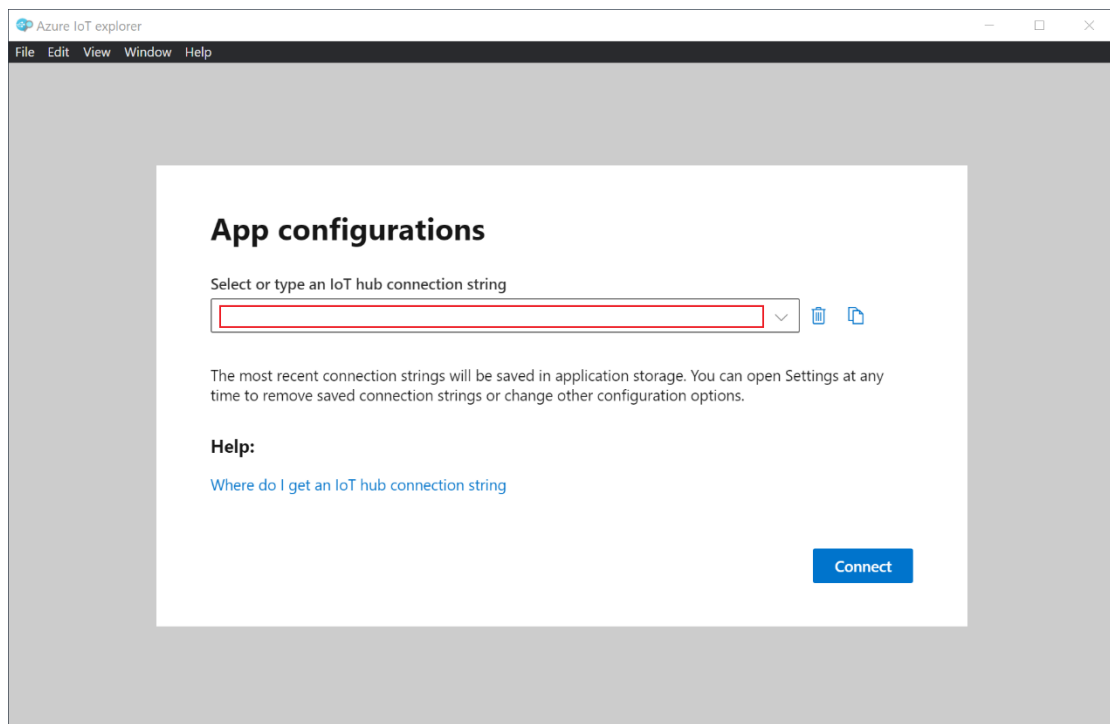 Azure IoT explorer
File Edit View Window Help
App configurations
Select or type an IoT hub connection string
The most recent connection strings will be saved in application storage. You can open Settings at any
time to remove saved connection strings or change other configuration options.
Help:
Where do I get an IoT hub connection string
Connect